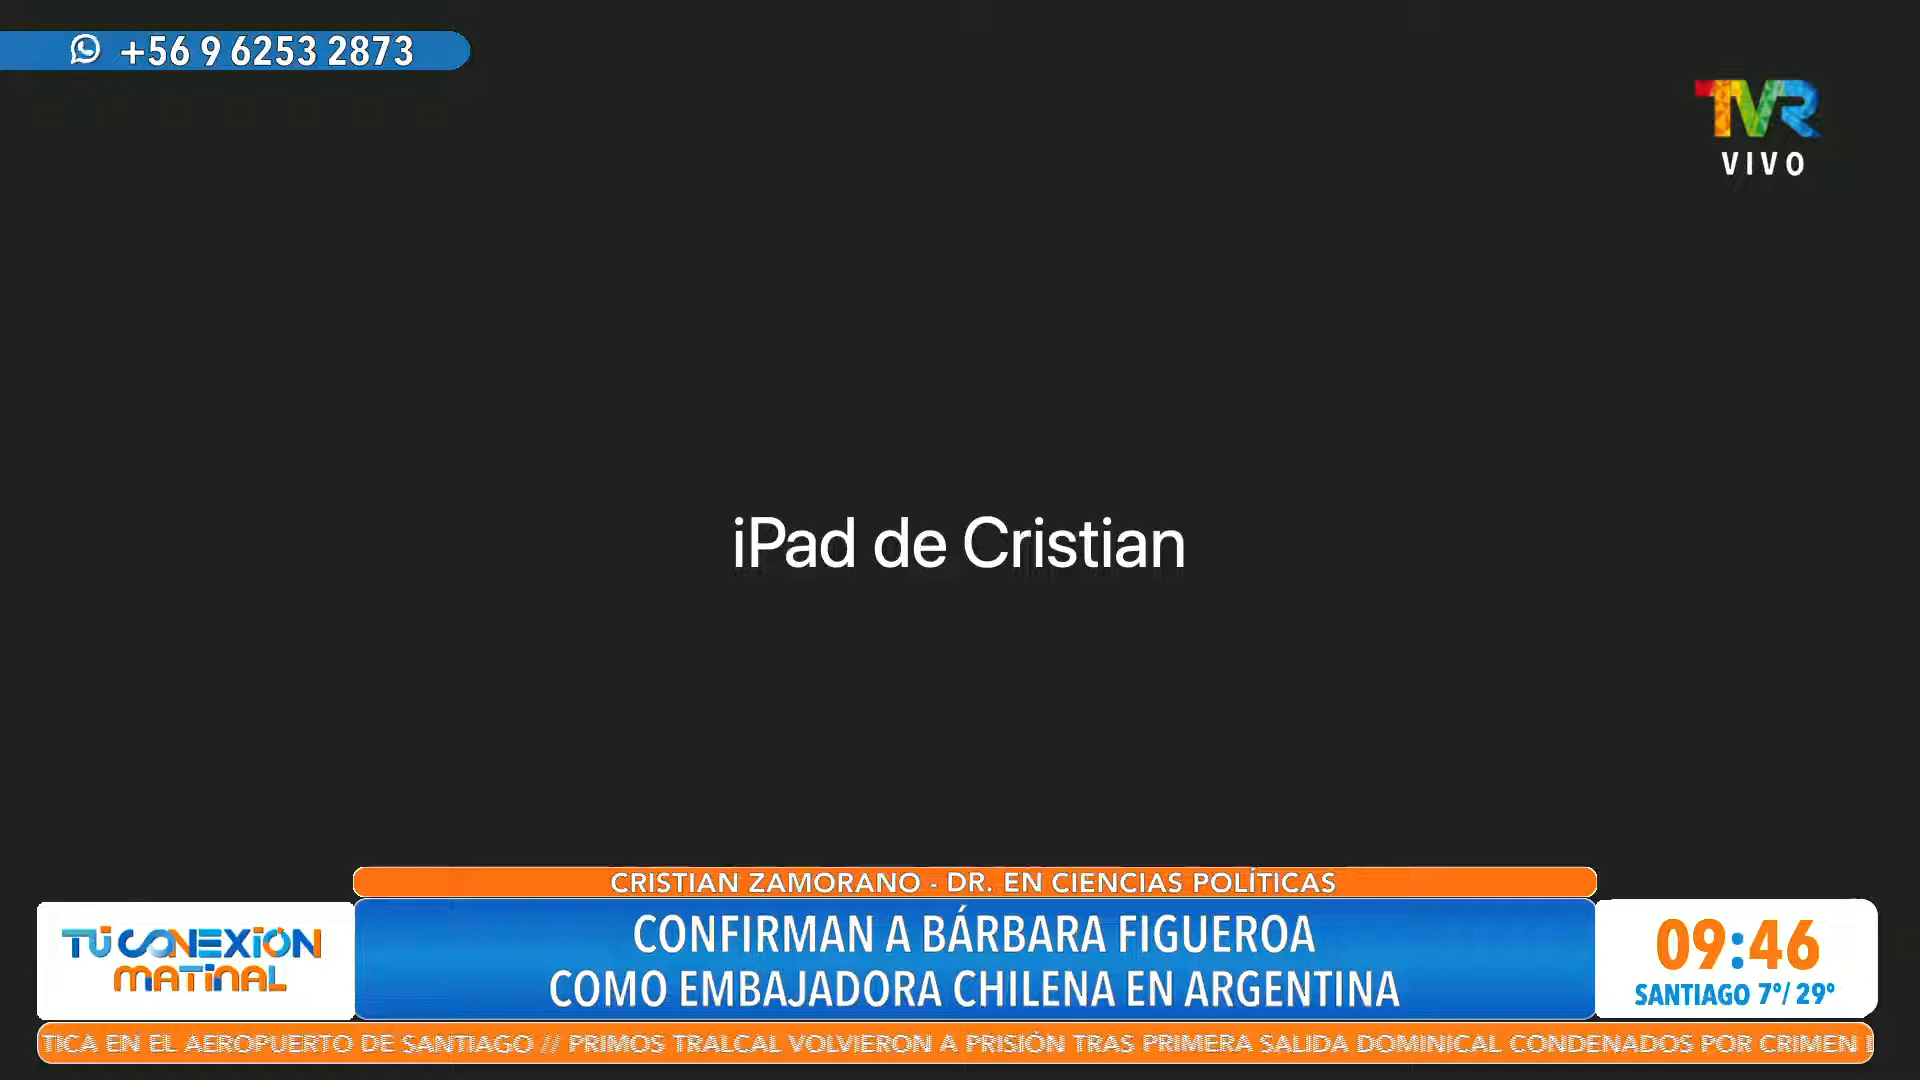 +56 9 6253 2873
TVR
VIVO
iPad de Cristian
CRISTIAN ZAMORANO - DR. EN CIENCIAS POLÍTICAS
CONFIRMAN A BÁRBARA FIGUEROA
COMO EMBAJADORA CHILENA EN ARGENTINA
TÚ CONEXIÓN
MATINAL
09:46
SANTIAGO 7º/ 29º
TICA EN EL AEROPUERTO DE SANTIAGO // PRIMOS TRALCAL VOLVIERON A PRISIÓN TRAS PRIMERA SALIDA DOMINICAL CONDENADOS POR CRIMEN